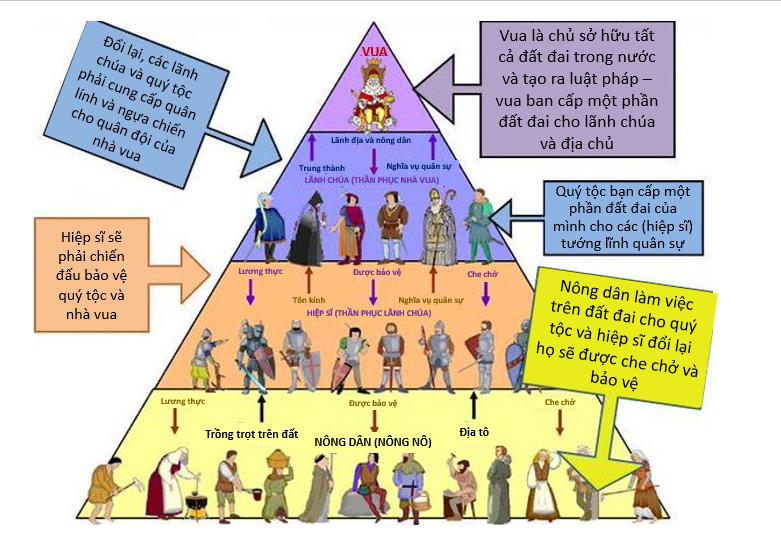 VUA
Đổi lại, các lãnh
chúa và quý tộc
phải cung cấp quân
lính và ngựa chiến
cho quân đội của
nhà vua
Vua là chủ sở hữu tất
cả đất đai trong nước
và tạo ra luật pháp –
vua ban cấp một phần
đất đai cho lãnh chúa
và địa chủ
Lãnh địa và nông dân
Trung thành
Nghĩa vụ quân sự
LÃNH CHÚA (THẦN PHỤC NHÀ VUA)
Quý tộc bạn cấp một
phần đất đai của
mình cho các (hiệp sĩ)
tướng lĩnh quân sự
Hiệp sĩ sẽ
phải chiến
đấu bảo vệ
quý tộc và
nhà vua
Lương thực
Được bảo vệ
Che chở
Tôn kính
Nghĩa vụ quân sự
HIỆP SĨ (THẦN PHỤC LÃNH CHÚA)
Nông dân làm việc
trên đất đai cho quý
tộc và hiệp sĩ đổi lại
họ sẽ được che chở và
bảo vệ
Lương thực
Được bảo vệ
Che chở
Trồng trọt trên đất
Địa tô
NÔNG DÂN (NÔNG NÔ)